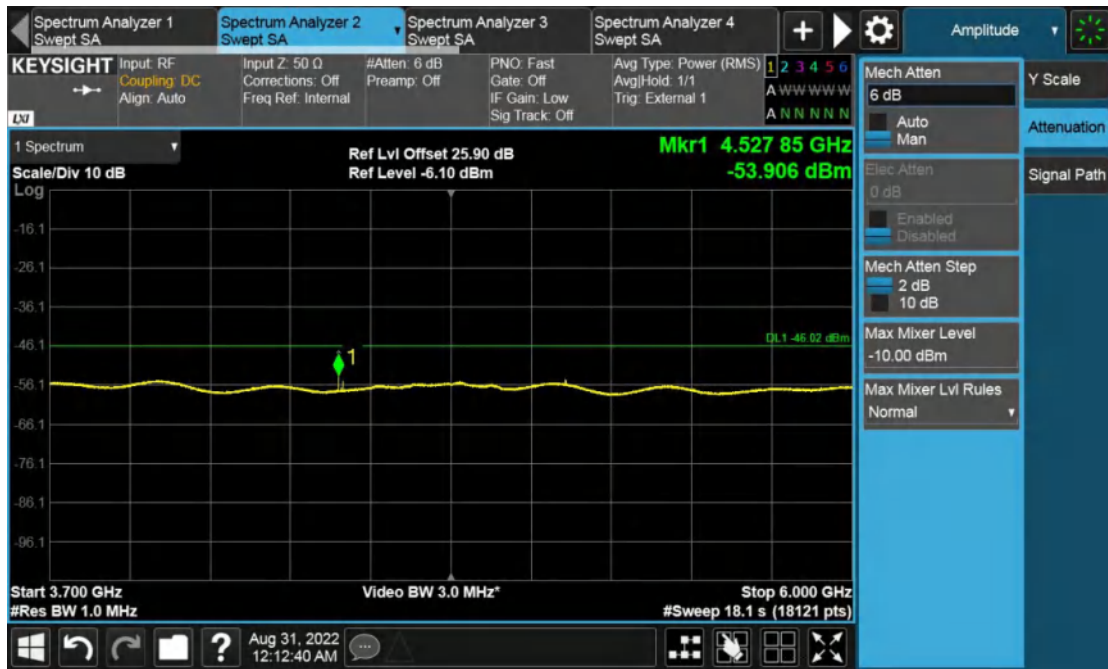 Spectrum Analyzer 1
Swept SA
Spectrum Analyzer 2
Swept SA
Spectrum Analyzer 3
Swept SA
Spectrum Analyzer 4
Swept SA
Amplitude
KEYSIGHT
LXI
Input: RF
Coupling: DC
Align: Auto
Input Z: 50 Ω
Corrections: Off
Freq Ref: Internal
#Atten: 6 dB
Preamp: Off
PNO: Fast
Gate: Off
IF Gain: Low
Sig Track: Off
Avg Type: Power (RMS)
Avg|Hold: 1/1
Trig: External 1
1 2 3 4 5 6
A W W W W W
A N N N N N
1 Spectrum
Scale/Div 10 dB
Ref Lvl Offset 25.90 dB
Ref Level -6.10 dBm
Mkr1 4.527 85 GHz
-53.906 dBm
Log
-16.1
-26.1
-36.1
-46.1
-56.1
-66.1
-76.1
-86.1
-96.1
DL1 -46.02 dBm
1
Start 3.700 GHz
#Res BW 1.0 MHz
Video BW 3.0 MHz*
Stop 6.000 GHz
#Sweep 18.1 s (18121 pts)
Mech Atten
6 dB
Auto
Man
Elec Atten
0 dB
Enabled
Disabled
Mech Atten Step
2 dB
10 dB
Max Mixer Level
-10.00 dBm
Max Mixer Lvl Rules
Normal
Y Scale
Attenuation
Signal Path
?
Aug 31, 2022
12:12:40 AM